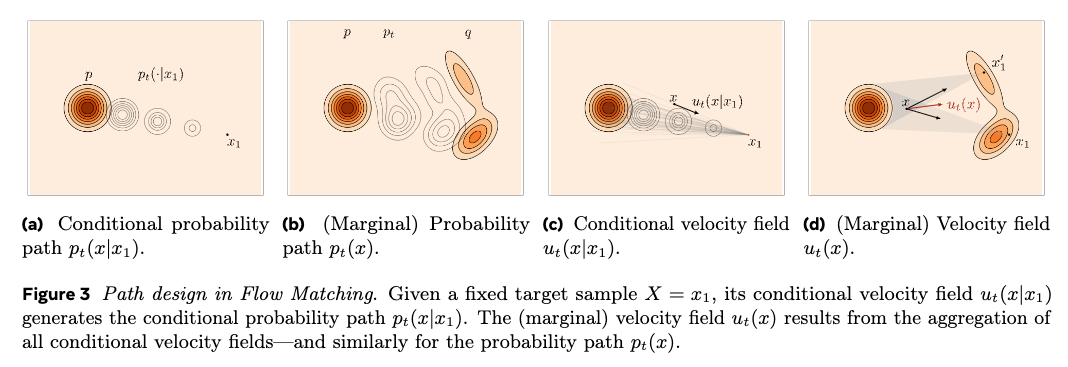 p p_t(·|x_1) x_1
p p_t q
x u_t(x|x_1) x_1
x u_t(x) x'_1 x_1
(a) Conditional probability
path p_t(x|x_1).
(b) (Marginal) Probability
path p_t(x).
(c) Conditional velocity field
u_t(x|x_1).
(d) (Marginal) Velocity field
u_t(x).
Figure 3 Path design in Flow Matching. Given a fixed target sample X = x_1, its conditional velocity field u_t(x|x_1)
generates the conditional probability path p_t(x|x_1). The (marginal) velocity field u_t(x) results from the aggregation of
all conditional velocity fields—and similarly for the probability path p_t(x).